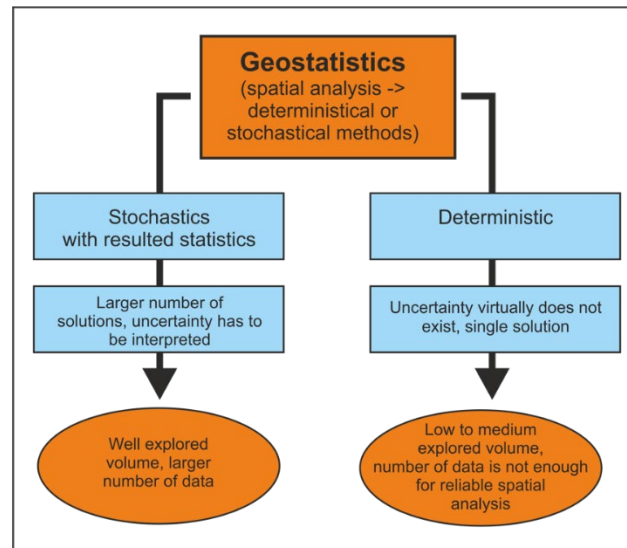 Geostatistics
(spatial analysis ->
deterministical or
stochastical methods)
Stochastics
with resulted statistics
Deterministic
Larger number of
solutions, uncertainty has to
be interpreted
Uncertainty virtually does not
exist, single solution
Well explored
volume, larger
number of data
Low to medium
explored volume,
number of data is not enough
for reliable spatial
analysis